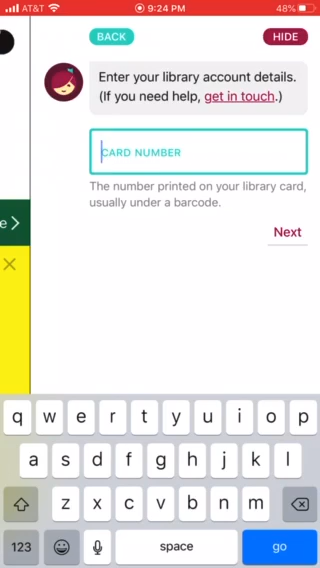 AT&T 9:24 PM 48%
BACK HIDE
Enter your library account details.
(If you need help, get in touch.)
CARD NUMBER
The number printed on your library card,
usually under a barcode.
e
Next
q w e r t y u i o p
a s d f g h j k l
z x c v b n m
123 space go